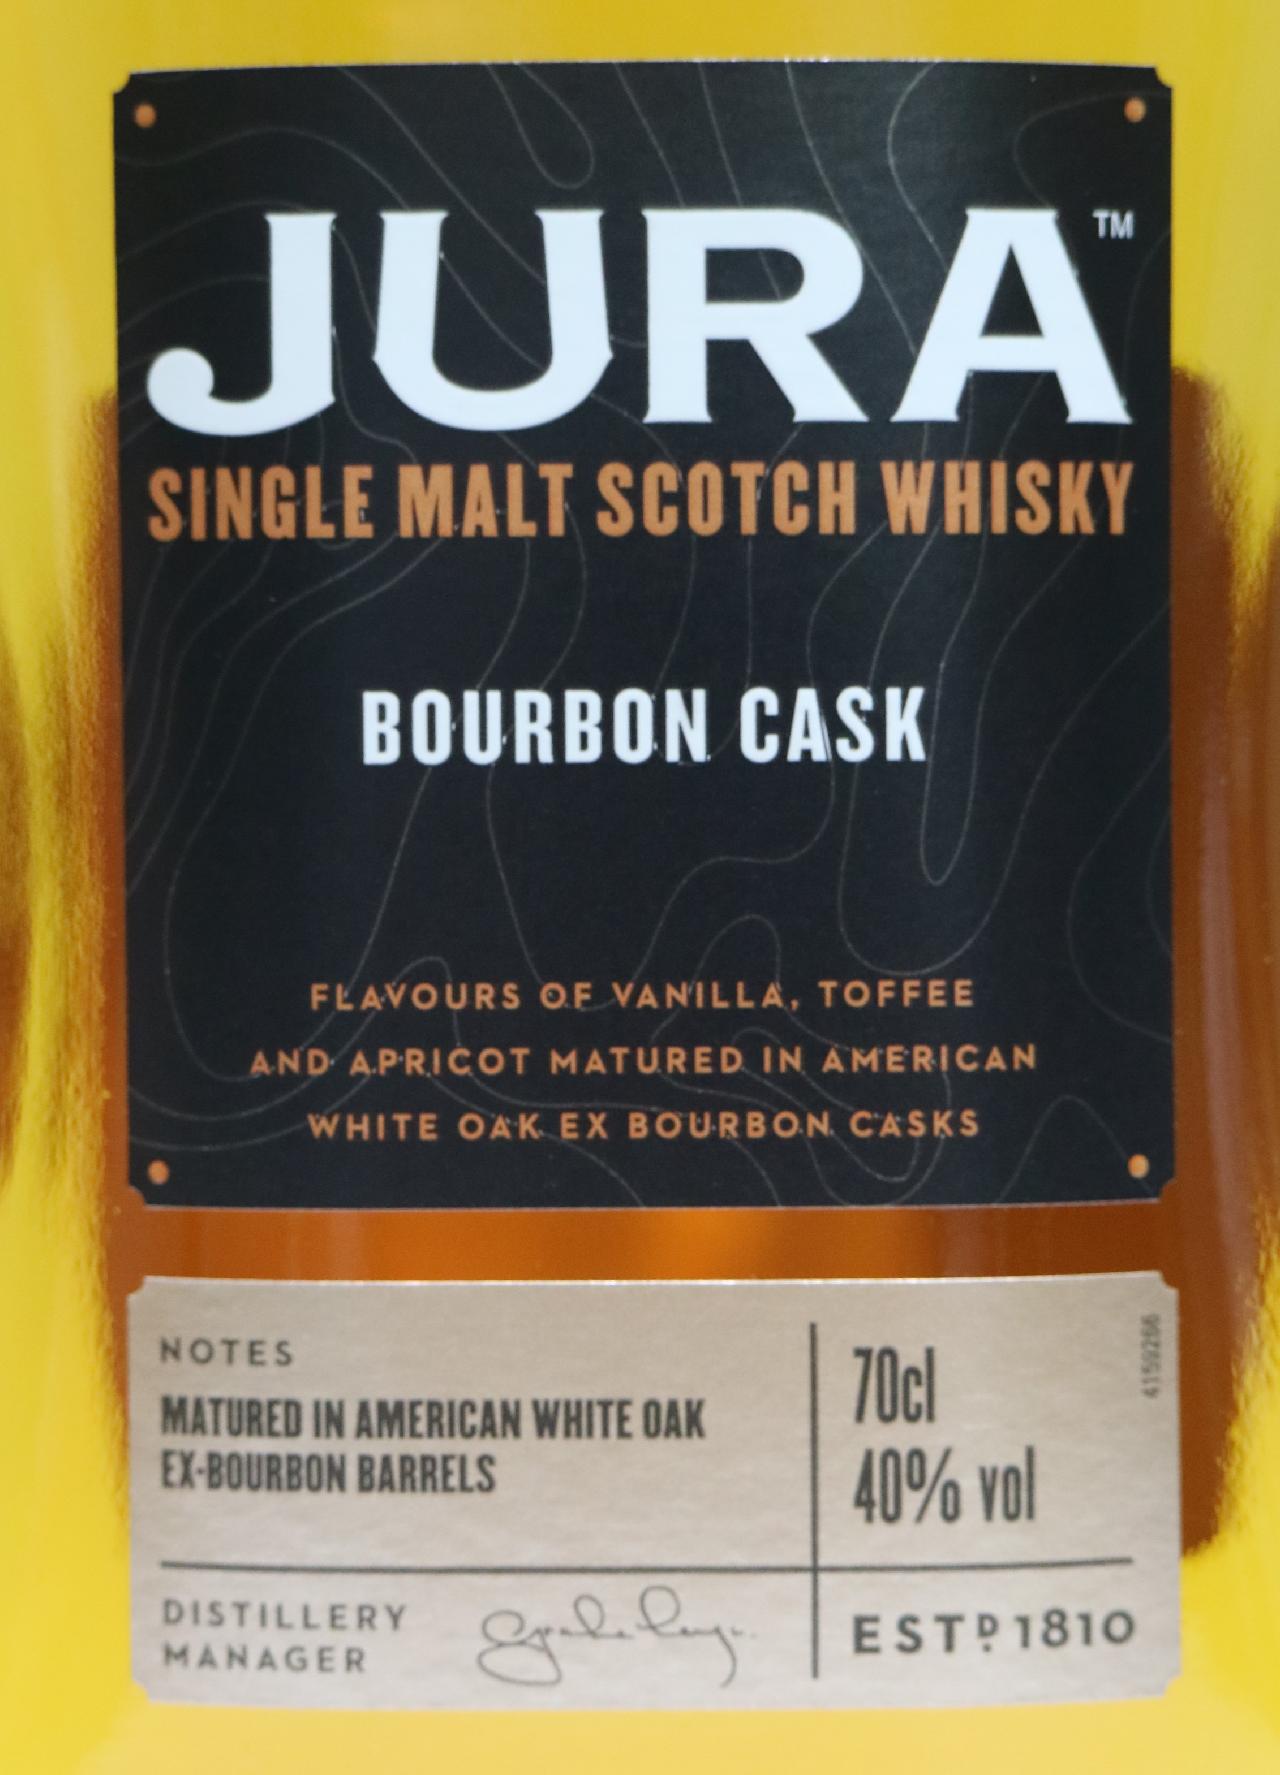 JURA™
SINGLE MALT SCOTCH WHISKY
BOURBON CASK
FLAVOURS OF VANILLA, TOFFEE
AND APRICOT MATURED IN AMERICAN
WHITE OAK EX BOURBON CASKS
NOTES
MATURED IN AMERICAN WHITE OAK
EX-BOURBON BARRELS
70cl
40% vol
4159266
DISTILLERY
MANAGER
ESTD 1810